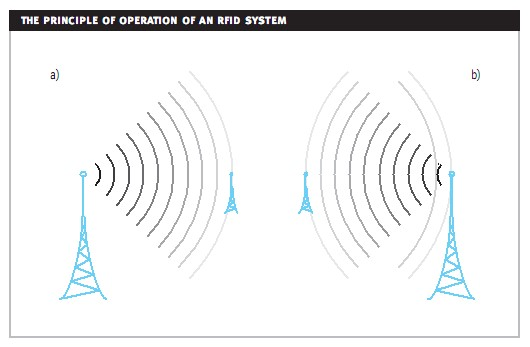 THE PRINCIPLE OF OPERATION OF AN RFID SYSTEM
a)
b)